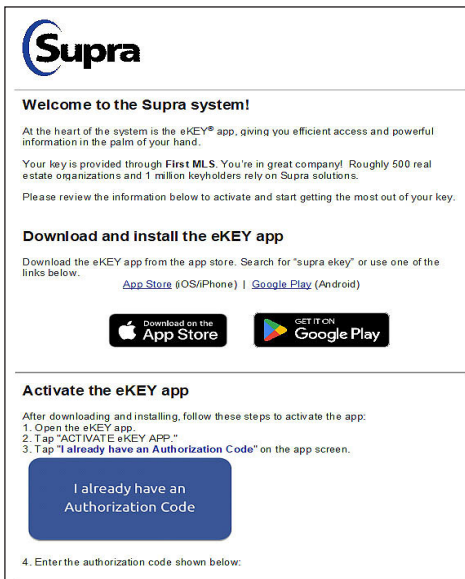 Supra
Welcome to the Supra system!
At the heart of the system is the eKEY® app, giving you efficient access and powerful
information in the palm of your hand.
Your key is provided through First MLS. You're in great company! Roughly 500 real
estate organizations and 1 million keyholders rely on Supra solutions.
Please review the information below to activate and start getting the most out of your key.
Download and install the eKEY app
Download the eKEY app from the app store. Search for "supra ekey" or use one of the
links below.
App Store (iOS/iPhone) | Google Play (Android)
Download on the
App Store
GET IT ON
Google Play
Activate the eKEY app
After downloading and installing, follow these steps to activate the app:
1. Open the eKEY app.
2. Tap "ACTIVATE eKEY APP."
3. Tap "I already have an Authorization Code" on the app screen.
I already have an
Authorization Code
4. Enter the authorization code shown below: